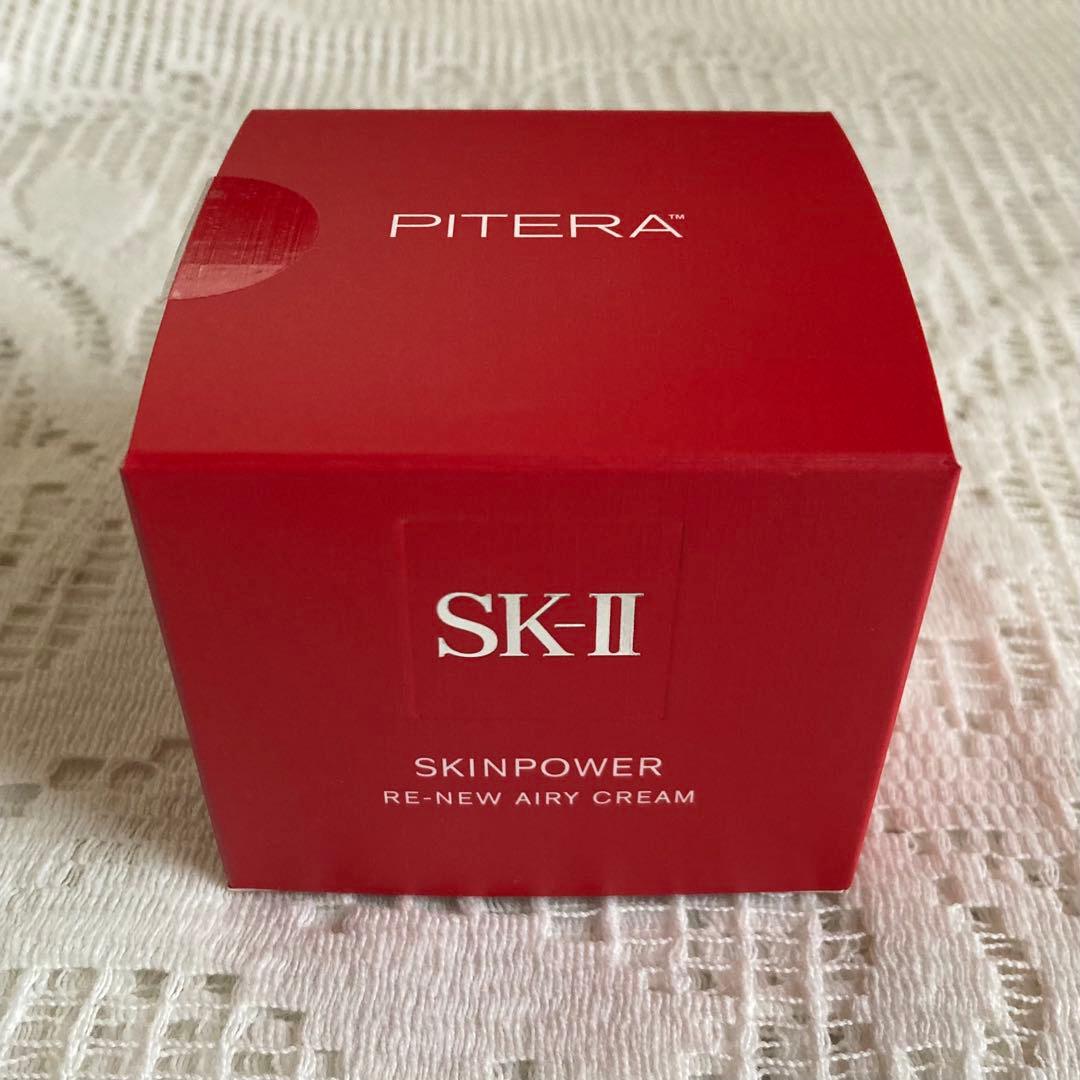 PITERA™
SK-II
SKINPOWER
RE-NEW AIRY CREAM